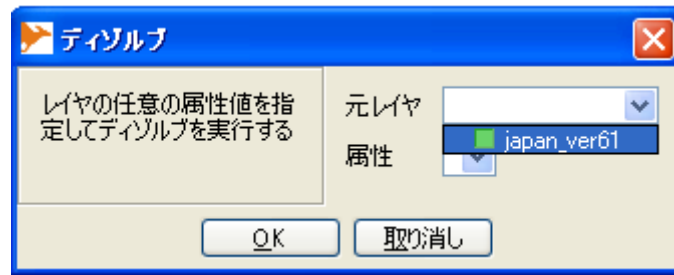 ディゾルブ
レイヤの任意の属性値を指
定してディゾルブを実行する
元レイヤ
japan_ver61
属性
OK
取り消し